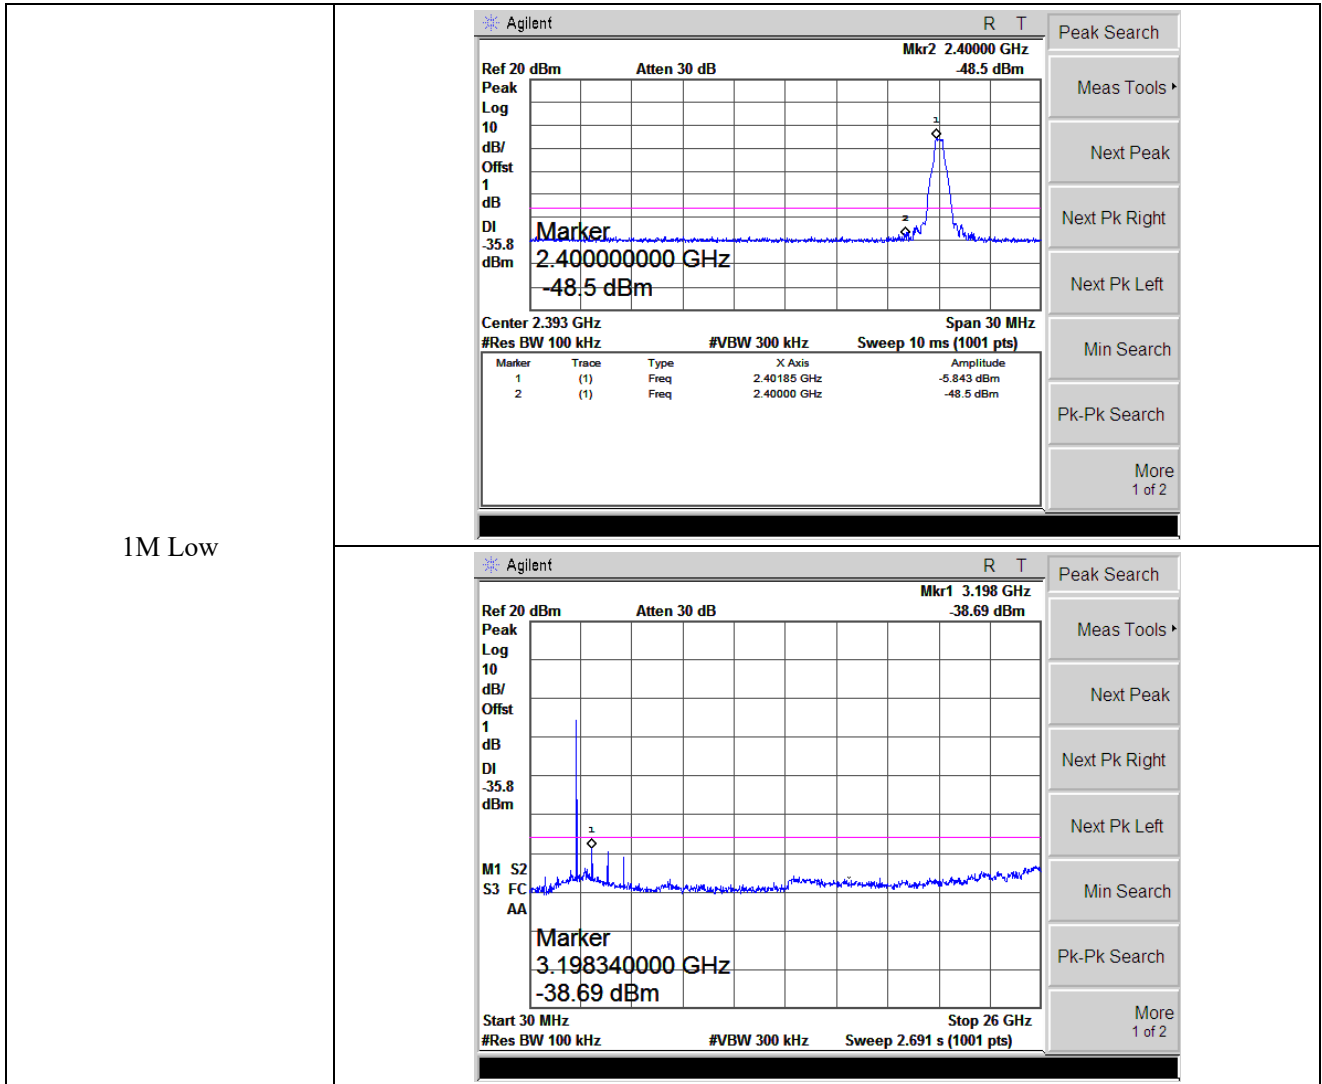 1M Low
Agilent R T
Peak Search
Mkr2 2.40000 GHz
Ref 20 dBm Atten 30 dB -48.5 dBm
Peak
Log
10
dB/
Offst
1
dB
DI
-35.8
dBm
1
2
Marker
2.400000000 GHz
-48.5 dBm
Center 2.393 GHz Span 30 MHz
#Res BW 100 kHz #VBW 300 kHz Sweep 10 ms (1001 pts)
Marker Trace Type X Axis Amplitude
1 (1) Freq 2.40185 GHz -5.843 dBm
2 (1) Freq 2.40000 GHz -48.5 dBm
Meas Tools
Next Peak
Next Pk Right
Next Pk Left
Min Search
Pk-Pk Search
More
1 of 2
Agilent R T
Peak Search
Mkr1 3.198 GHz
Ref 20 dBm Atten 30 dB -38.69 dBm
Peak
Log
10
dB/
Offst
1
dB
DI
-35.8
dBm
1
M1 S2
S3 FC
AA
Marker
3.198340000 GHz
-38.69 dBm
Start 30 MHz Stop 26 GHz
#Res BW 100 kHz #VBW 300 kHz Sweep 2.691 s (1001 pts)
Meas Tools
Next Peak
Next Pk Right
Next Pk Left
Min Search
Pk-Pk Search
More
1 of 2